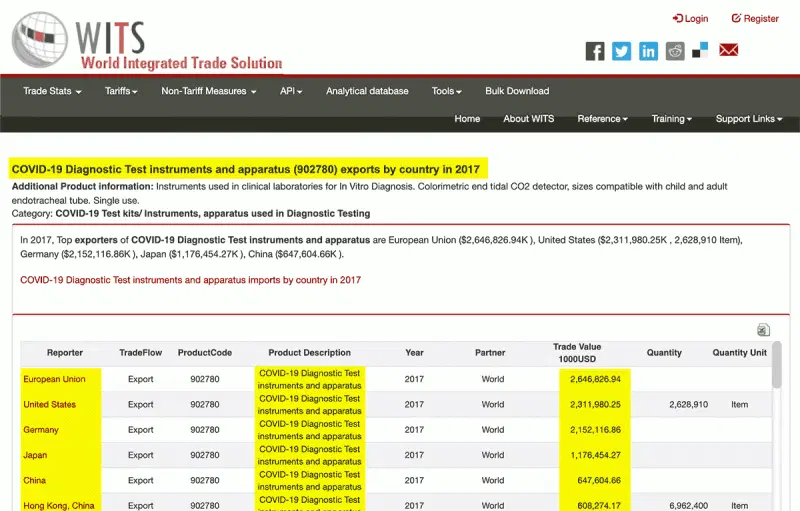 Login Register
WITS
World Integrated Trade Solution
Trade Stats Tariffs Non-Tariff Measures API Analytical database Tools Bulk Download
Home About WITS Reference Training Support Links
COVID-19 Diagnostic Test instruments and apparatus (902780) exports by country in 2017
Additional Product information: Instruments used in clinical laboratories for In Vitro Diagnosis. Colorimetric end tidal CO2 detector, sizes compatible with child and adult
endotracheal tube. Single use.
Category: COVID-19 Test kits/ Instruments, apparatus used in Diagnostic Testing
In 2017, Top exporters of COVID-19 Diagnostic Test instruments and apparatus are European Union ($2,646,826.94K ), United States ($2,311,980.25K , 2,628,910 Item),
Germany ($2,152,116.86K ), Japan ($1,176,454.27K ), China ($647,604.66K ).
COVID-19 Diagnostic Test instruments and apparatus imports by country in 2017
Reporter TradeFlow ProductCode Product Description Year Partner Trade Value 1000USD Quantity Quantity Unit
European Union Export 902780 COVID-19 Diagnostic Test instruments and apparatus 2017 World 2,646,826.94
United States Export 902780 COVID-19 Diagnostic Test instruments and apparatus 2017 World 2,311,980.25 2,628,910 Item
Germany Export 902780 COVID-19 Diagnostic Test instruments and apparatus 2017 World 2,152,116.86
Japan Export 902780 COVID-19 Diagnostic Test instruments and apparatus 2017 World 1,176,454.27
China Export 902780 COVID-19 Diagnostic Test instruments and apparatus 2017 World 647,604.66
Hong Kong, China Export 902780 COVID-19 Diagnostic Test instruments and apparatus 2017 World 608,274.17 6,962,400 Item